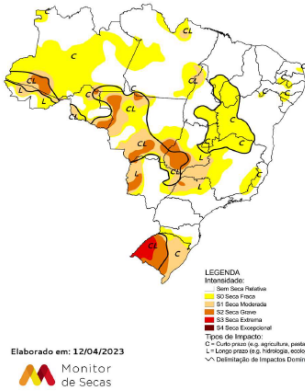 C
CL
C
C
CL
C
CL
C
C
L
L
C
C
C
CL
CL
C
L
CL
L
L
CL
L
CL
C
L
LEGENDA
Intensidade:
Sem Seca Relativa
S0 Seca Fraca
S1 Seca Moderada
S2 Seca Grave
S3 Seca Extrema
S4 Seca Excepcional
Tipos de Impacto:
C = Curto prazo (e.g. agricultura, pasta
L = Longo prazo (e.g. hidrologia, ecolo
Delimitação de Impactos Domin
Elaborado em: 12/04/2023
Monitor
de Secas